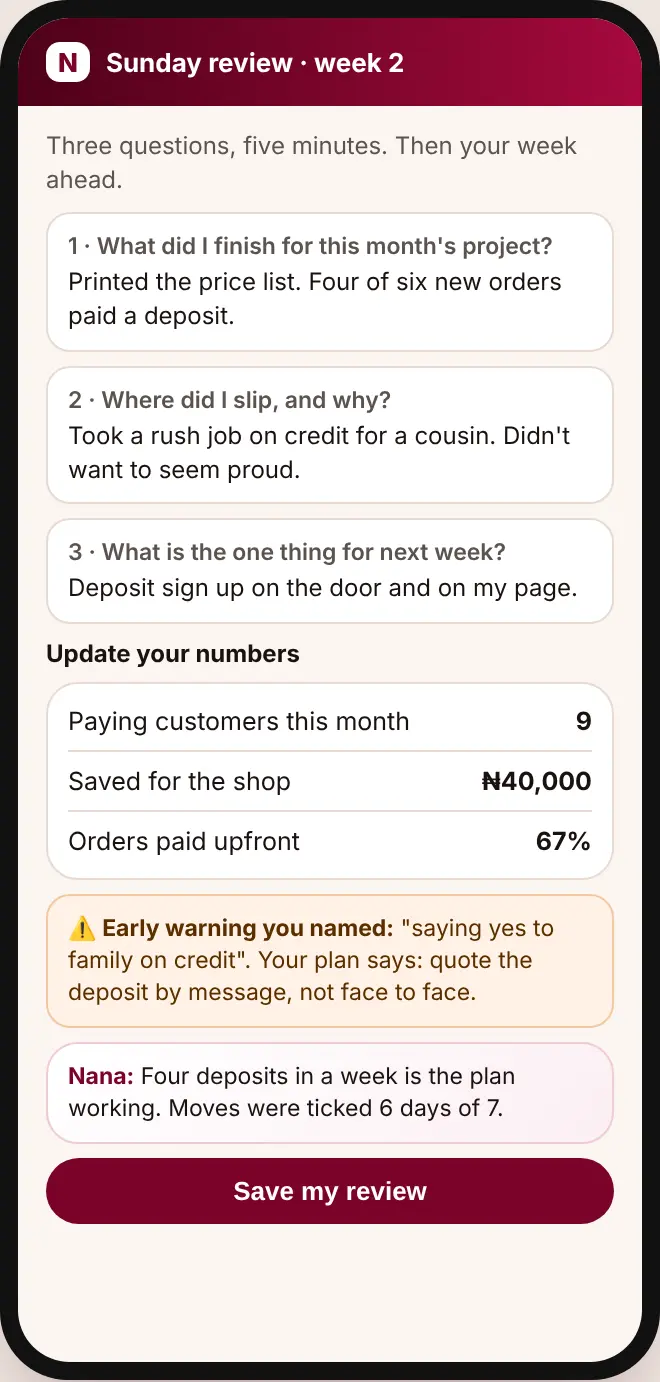 N
Sunday review · week 2
Three questions, five minutes. Then your week
ahead.
1 · What did I finish for this month's project?
Printed the price list. Four of six new orders
paid a deposit.
2 · Where did I slip, and why?
Took a rush job on credit for a cousin. Didn't
want to seem proud.
3 · What is the one thing for next week?
Deposit sign up on the door and on my page.
Update your numbers
Paying customers this month 9
Saved for the shop ₦40,000
Orders paid upfront 67%
⚠️ Early warning you named: "saying yes to
family on credit". Your plan says: quote the
deposit by message, not face to face.
Nana: Four deposits in a week is the plan
working. Moves were ticked 6 days of 7.
Save my review